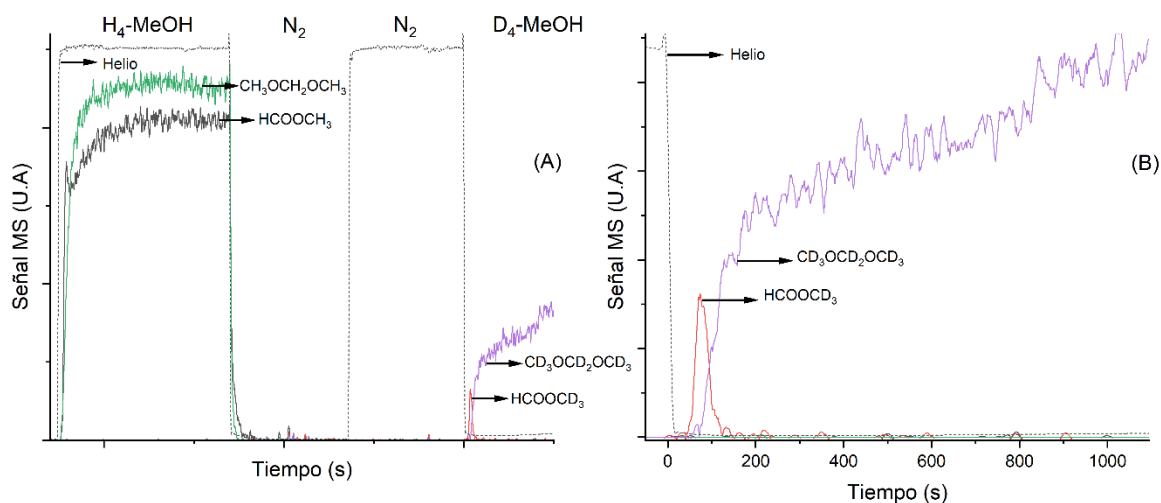 H₄-MeOH N₂ N₂ D₄-MeOH
Helio
CH₃OCH₂OCH₃
HCOOCH₃
(A)
CD₃OCD₂OCD₃
HCOOCD₃
Señal MS (U.A)
Tiempo (s)
Helio
(B)
CD₃OCD₂OCD₃
HCOOCD₃
Señal MS (U.A)
0 200 400 600 800 1000
Tiempo (s)